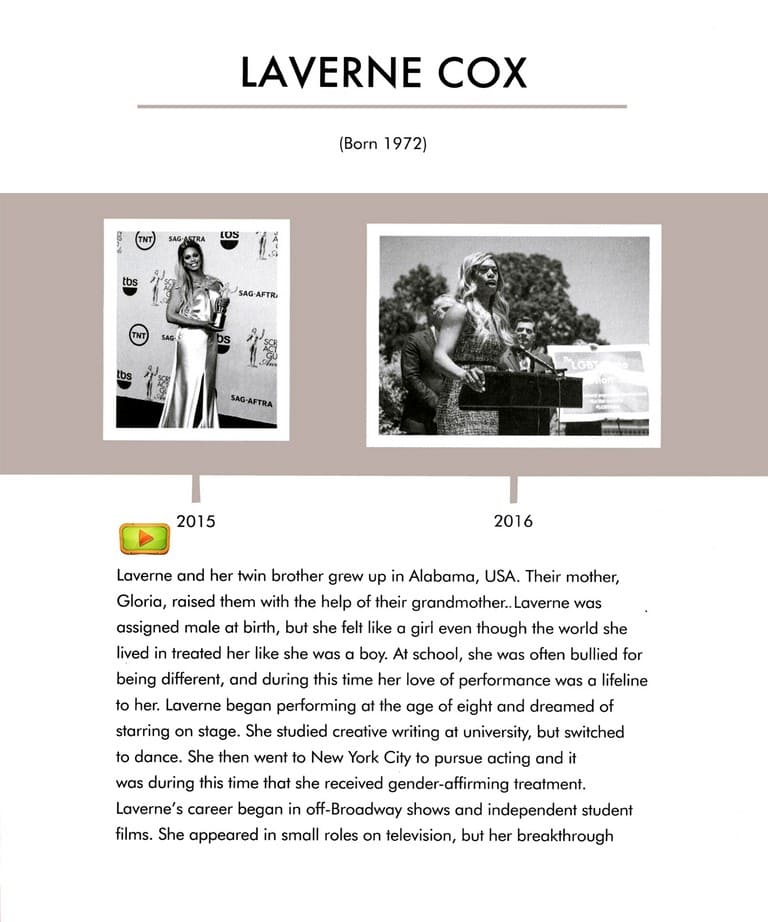 LAVERNE COX
(Born 1972)
TNT
SAG-AFTRA
tbs
tbs
SAG-AFTRA
TNT
SAG-
bs
tbs
SAG-AFTRA
LGBT
2015
2016
Laverne and her twin brother grew up in Alabama, USA. Their mother,
Gloria, raised them with the help of their grandmother..Laverne was
assigned male at birth, but she felt like a girl even though the world she
lived in treated her like she was a boy. At school, she was often bullied for
being different, and during this time her love of performance was a lifeline
to her. Laverne began performing at the age of eight and dreamed of
starring on stage. She studied creative writing at university, but switched
to dance. She then went to New York City to pursue acting and it
was during this time that she received gender-affirming treatment.
Laverne's career began in off-Broadway shows and independent student
films. She appeared in small roles on television, but her breakthrough